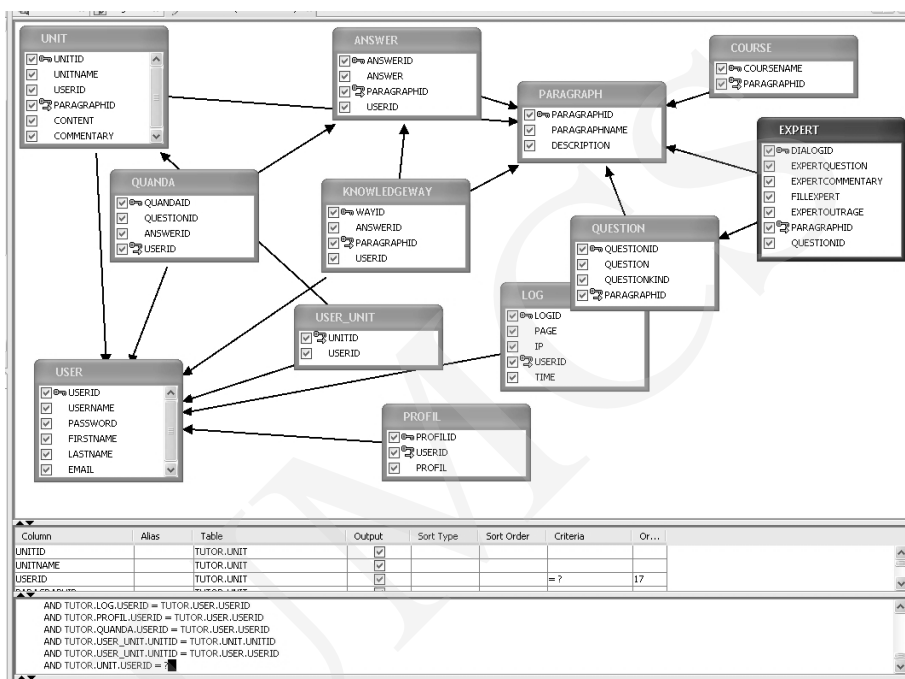 UNIT
UNITID
UNITNAME
USERID
PARAGRAPHID
CONTENT
COMMENTARY
ANSWER
ANSWERID
ANSWER
PARAGRAPHID
USERID
COURSE
COURSENAME
PARAGRAPHID
PARAGRAPH
PARAGRAPHID
PARAGRAPHNAME
DESCRIPTION
EXPERT
DIALOGID
EXPERTQUESTION
EXPERTCOMMENTARY
FILLEXPERT
EXPERTOUTRAGE
PARAGRAPHID
QUESTIONID
QUANDA
QUANDAID
QUESTIONID
ANSWERID
USERID
KNOWLEDGEWAY
WAYID
ANSWERID
PARAGRAPHID
USERID
QUESTION
QUESTIONID
QUESTION
QUESTIONKIND
PARAGRAPHID
LOG
LOGID
PAGE
IP
USERID
TIME
USER_UNIT
UNITID
USERID
USER
USERID
USERNAME
PASSWORD
FIRSTNAME
LASTNAME
EMAIL
PROFIL
PROFILID
USERID
PROFIL
Column Alias Table Output Sort Type Sort Order Criteria Or...
UNITID TUTOR.UNIT
UNITNAME TUTOR.UNIT
USERID TUTOR.UNIT = ? 17
AND TUTOR.LOG.USERID = TUTOR.USER.USERID
AND TUTOR.PROFIL.USERID = TUTOR.USER.USERID
AND TUTOR.QUANDA.USERID = TUTOR.USER.USERID
AND TUTOR.USER_UNIT.UNITID = TUTOR.UNIT.UNITID
AND TUTOR.USER_UNIT.UNITID = TUTOR.USER.USERID
AND TUTOR.UNIT.USERID = ?
UMCS